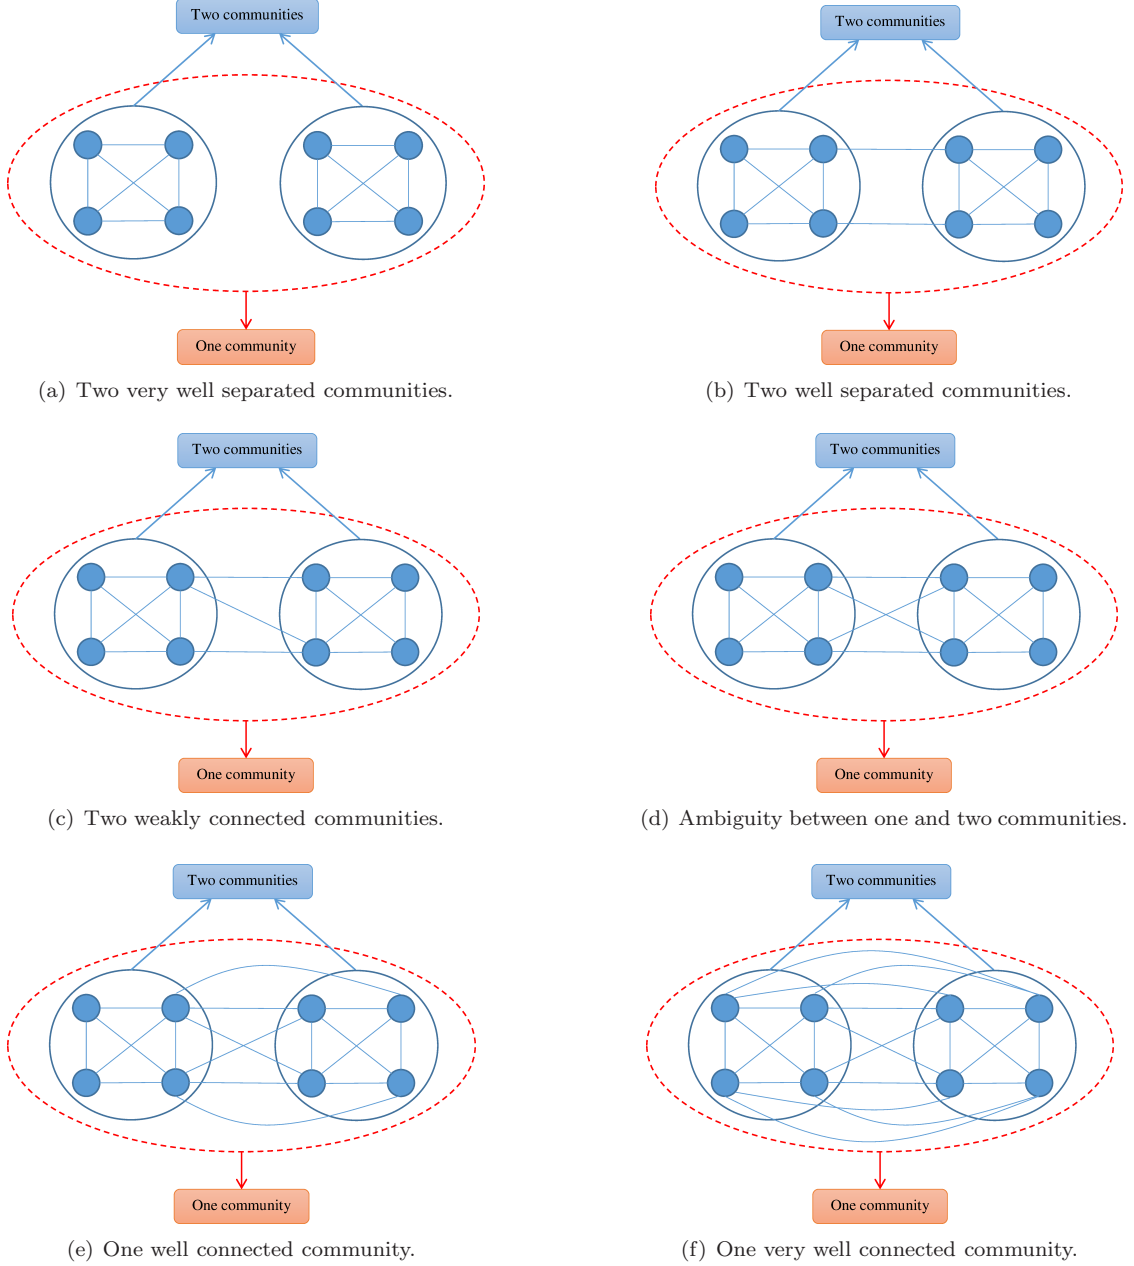 Two communities
Two communities
One community
One community
(a) Two very well separated communities.
(b) Two well separated communities.
Two communities
Two communities
One community
One community
(c) Two weakly connected communities.
(d) Ambiguity between one and two communities.
Two communities
Two communities
One community
One community
(e) One well connected community.
(f) One very well connected community.